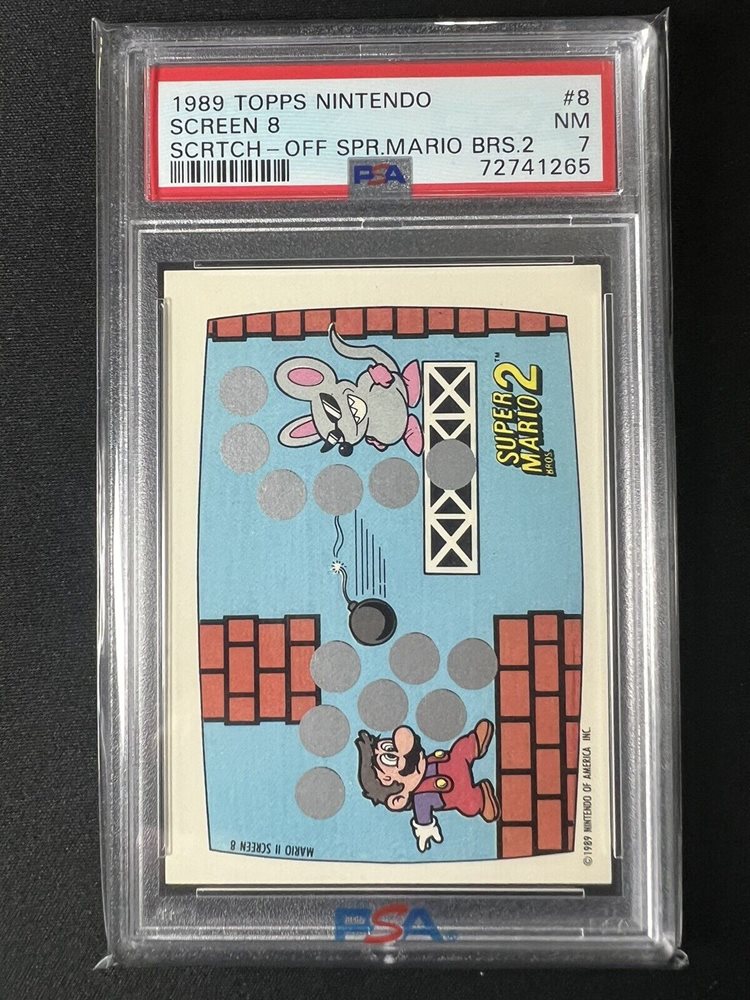 1989 TOPPS NINTENDO #8
SCREEN 8 NM
SCRTCH-OFF SPR.MARIO BRS.2 7
PSA 72741265
SUPER
MARIO 2™
BROS.
MARIO II SCREEN 8
©1989 NINTENDO OF AMERICA INC.
PSA